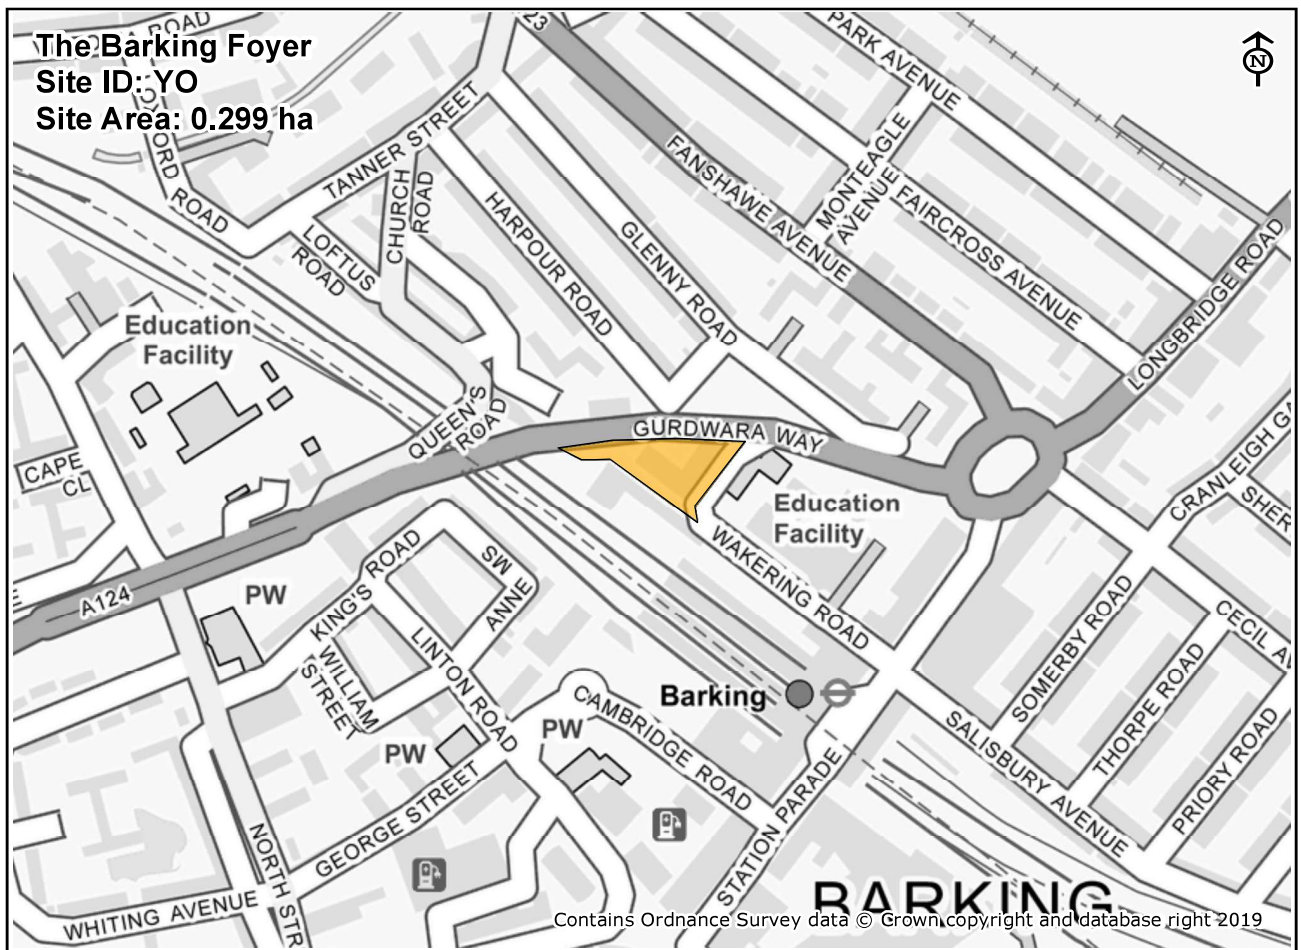 The Barking Foyer
Site ID: YO
Site Area: 0.299 ha
N
ROAD
23
PARK AVENUE
TANNER STREET
ROAD
CHURCH
ROAD
LOFTUS
ROAD
HARPOUR ROAD
GLENNY ROAD
FANSHAWE AVENUE
MONTEAGLE
AVENUE
FAIRCROSS AVENUE
LONGBRIDGE ROAD
Education
Facility
QUEEN'S
ROAD
GURDWARA WAY
CAPE
CL
Education
Facility
CRANLEIGH GA
SHER
WAKERING ROAD
A124
PW
KING'S ROAD
SW
ANNE
LINTON ROAD
WILLIAM
STREET
SOMERBY ROAD
CECIL A
THORPE ROAD
PRIORY ROAD
Barking
PW
PW
CAMBRIDGE ROAD
SALISBURY AVENUE
STATION PARADE
GEORGE STREET
NORTH STR
WHITING AVENUE
BARKING
Contains Ordnance Survey data © Crown copyright and database right 2019